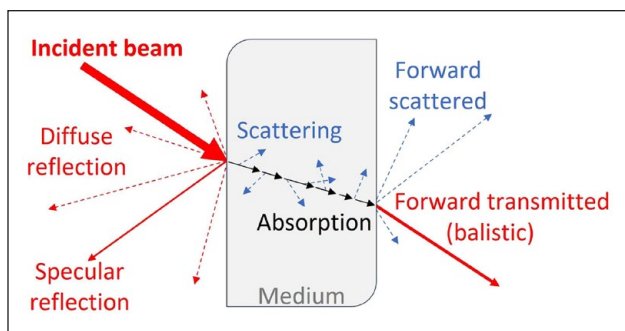 Incident beam
Diffuse
reflection
Specular
reflection
Scattering
Absorption
Medium
Forward
scattered
Forward transmitted
(balistic)